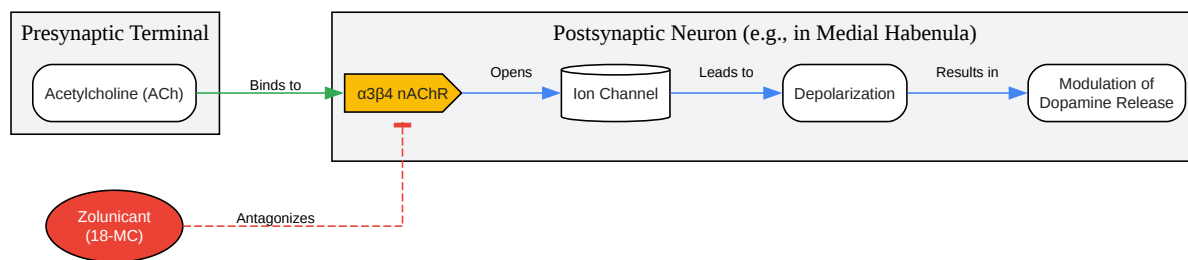 Presynaptic Terminal
Postsynaptic Neuron (e.g., in Medial Habenula)
Acetylcholine (ACh)
Binds to
α3β4 nAChR
Opens
Ion Channel
Leads to
Depolarization
Results in
Modulation of
Dopamine Release
Zolunicant
(18-MC)
Antagonizes